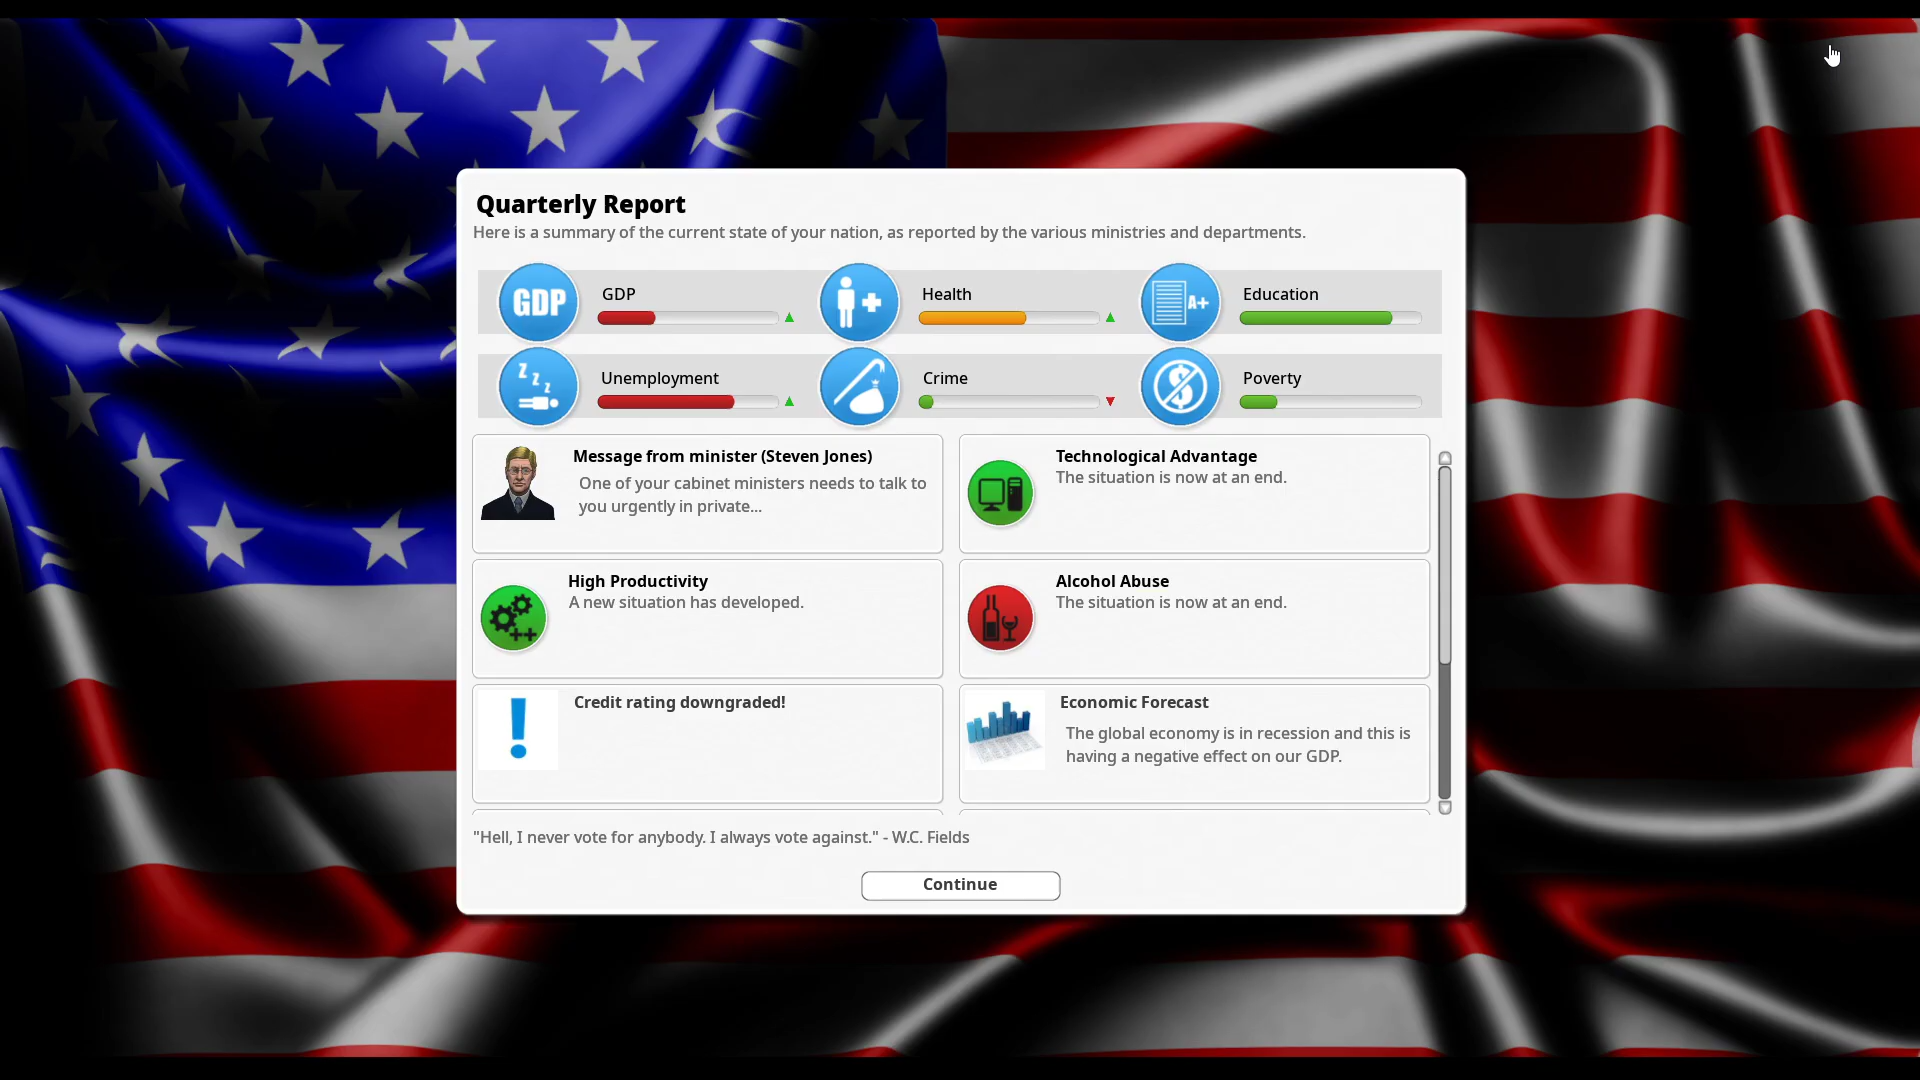 Quarterly Report
Here is a summary of the current state of your nation, as reported by the various ministries and departments.
GDP
GDP
Health
A+
Education
Z Z Z
Unemployment
Crime
$
Poverty
Message from minister (Steven Jones)
One of your cabinet ministers needs to talk to
you urgently in private...
Technological Advantage
The situation is now at an end.
High Productivity
A new situation has developed.
++
Alcohol Abuse
The situation is now at an end.
!
Credit rating downgraded!
Economic Forecast
The global economy is in recession and this is
having a negative effect on our GDP.
"Hell, I never vote for anybody. I always vote against." - W.C. Fields
Continue